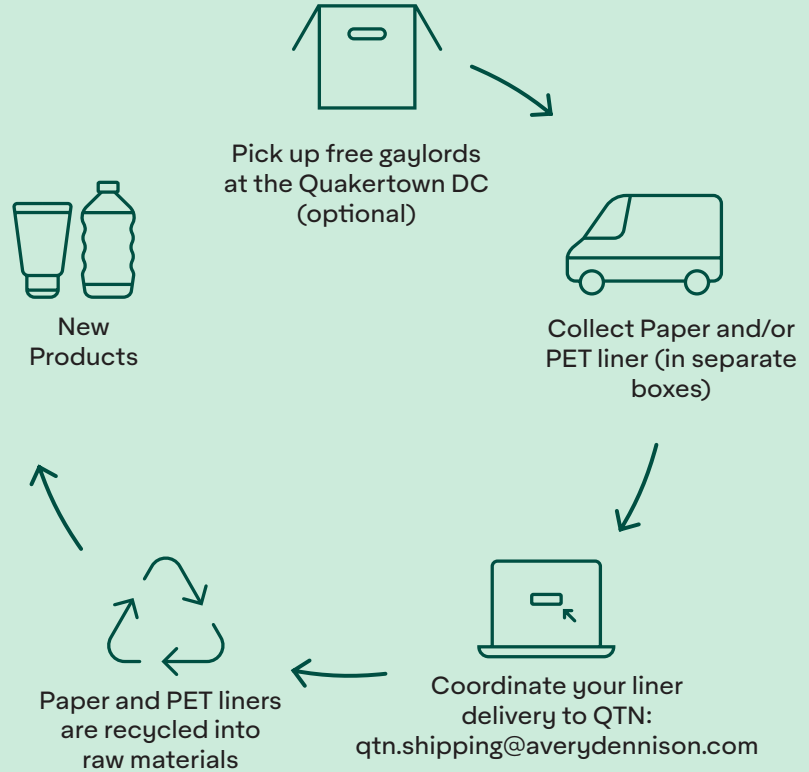 Pick up free gaylords
at the Quakertown DC
(optional)
Collect Paper and/or
PET liner (in separate
boxes)
Coordinate your liner
delivery to QTN:
qtn.shipping@averydennison.com
Paper and PET liners
are recycled into
raw materials
New
Products